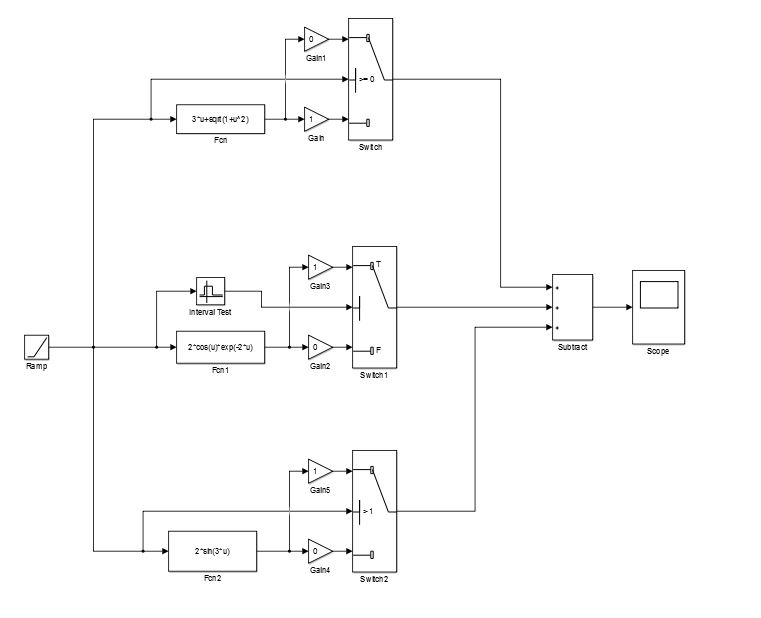 0
Gain1
>= 0
3*u+sqrt(1+u^2)
Fcn
1
Gain
Switch
1
T
Gain3
Interval Test
2*cos(u)*exp(-2*u)
Fcn1
0
F
Gain2
Switch1
Ramp
+
+
+
Subtract
Scope
1
Gain5
> 1
2*sin(3*u)
Fcn2
0
Gain4
Switch2